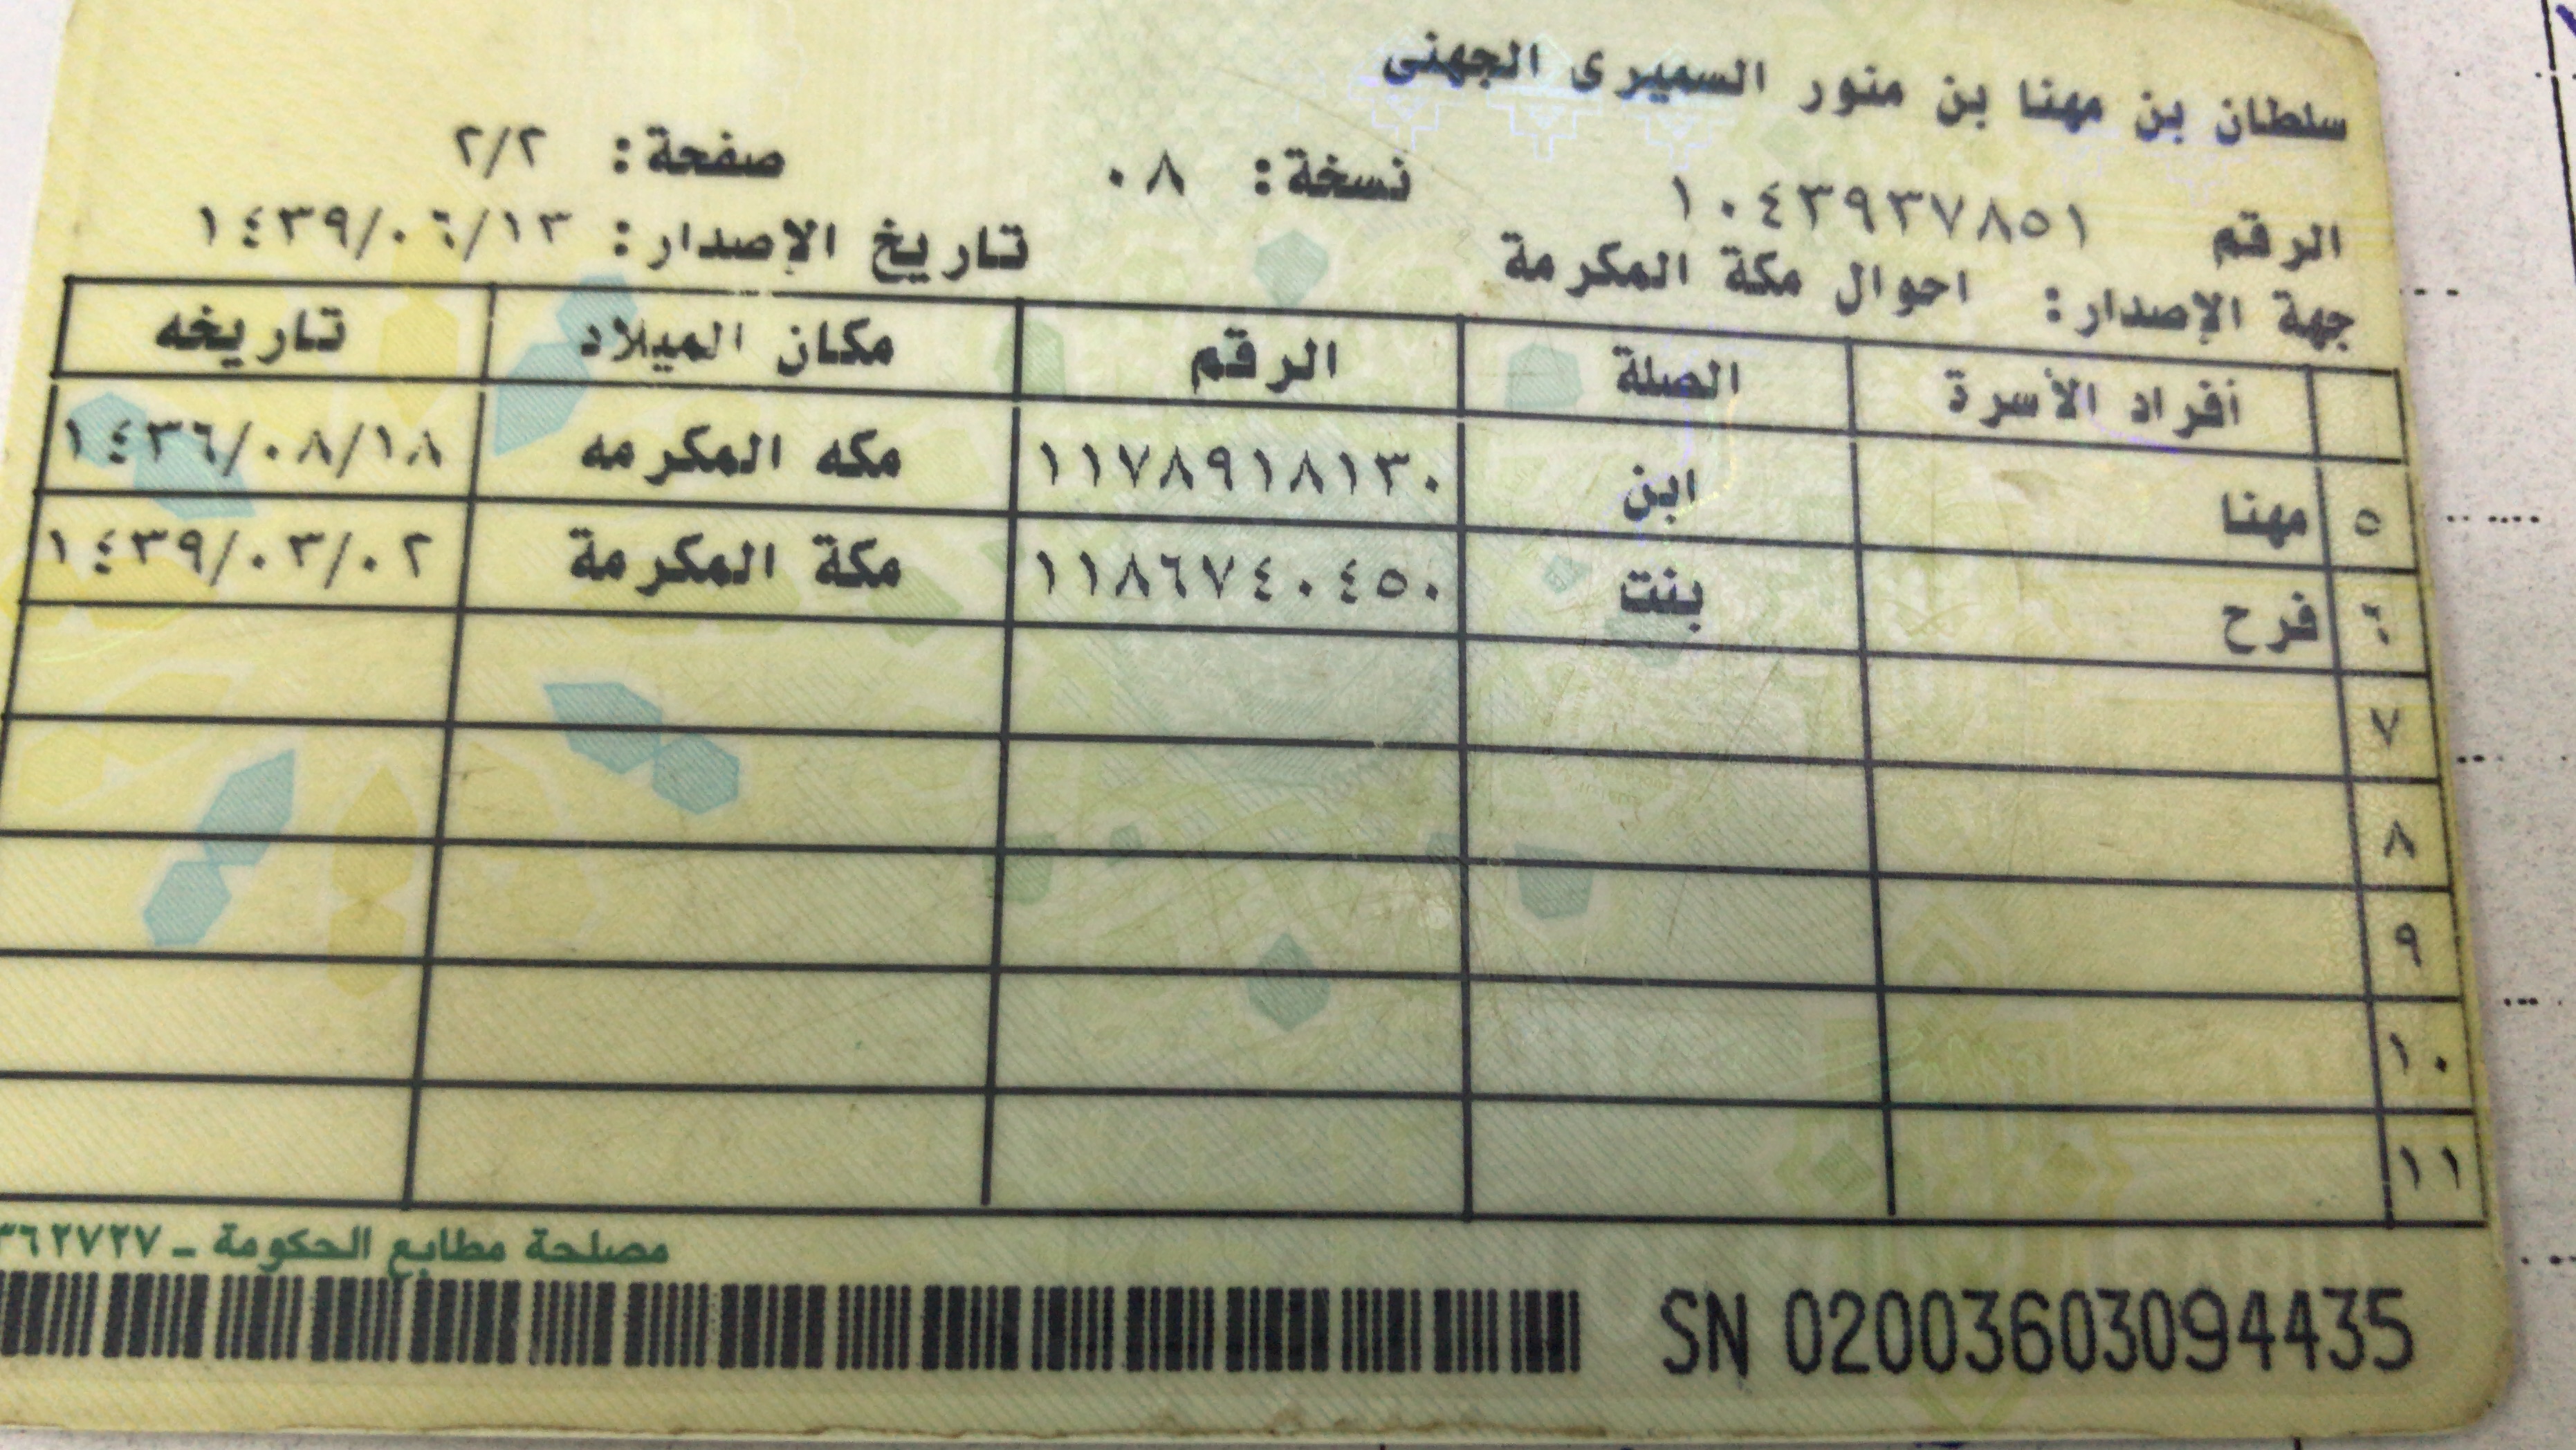 سلطان بن مهنا بن منور السميرى الجهنى
الرقم ١٠٤٣٩٣٧٨٥١ نسخة: ٠٨ صفحة: ٢/٢
جهة الإصدار: احوال مكة المكرمة تاريخ الإصدار: ١٤٣٩/٠٦/١٣
أفراد الأسرة الصلة الرقم مكان الميلاد تاريخه
٥ مهنا ابن ١١٧٨٩١٨١٣٠ مكه المكرمه ١٤٣٦/٠٨/١٨
٦ فرح بنت ١١٨٦٧٤٠٤٥٠ مكة المكرمة ١٤٣٩/٠٣/٠٢
٧
٨
٩
١٠
١١
مصلحة مطابع الحكومة -
SN 02003603094435